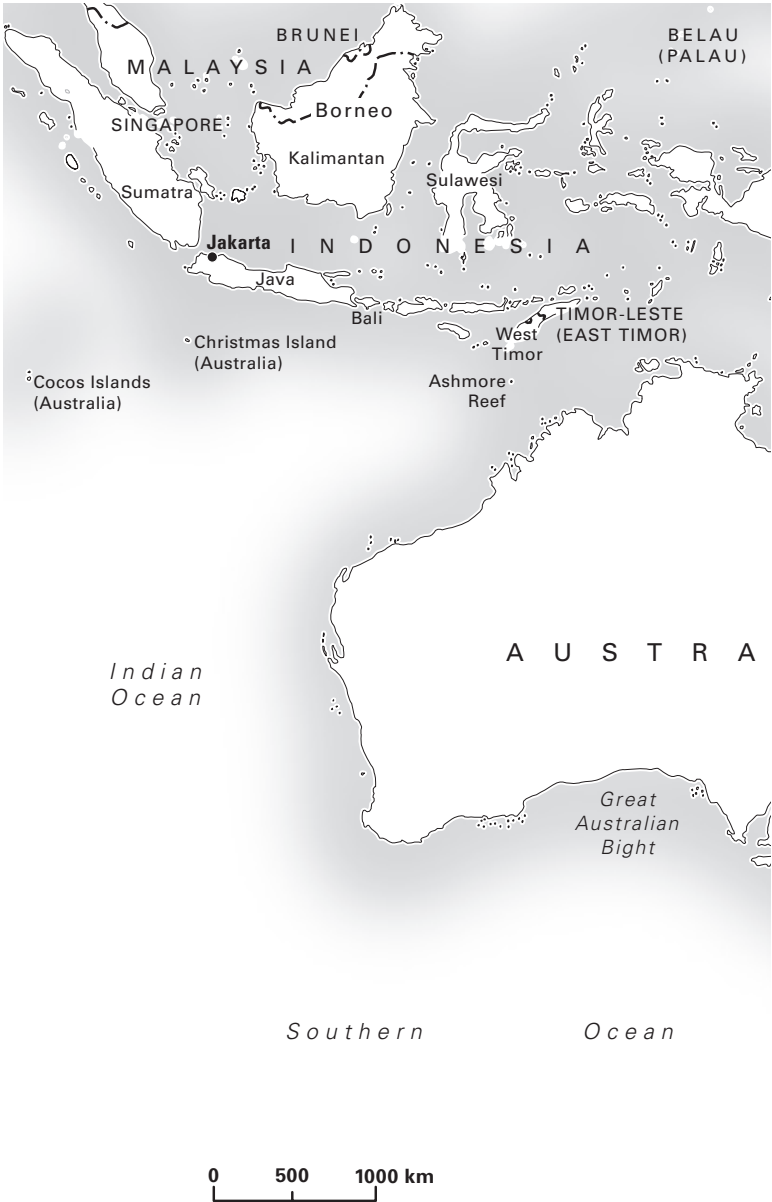 BRUNEI
BELAU
(PALAU)
MALAYSIA
SINGAPORE
Borneo
Kalimantan
Sumatra
Sulawesi
Jakarta
INDONESIA
Java
Bali
TIMOR-LESTE
(EAST TIMOR)
West
Timor
Christmas Island
(Australia)
Cocos Islands
(Australia)
Ashmore
Reef
Indian
Ocean
AUSTRA
Great
Australian
Bight
Southern Ocean
0 500 1000 km